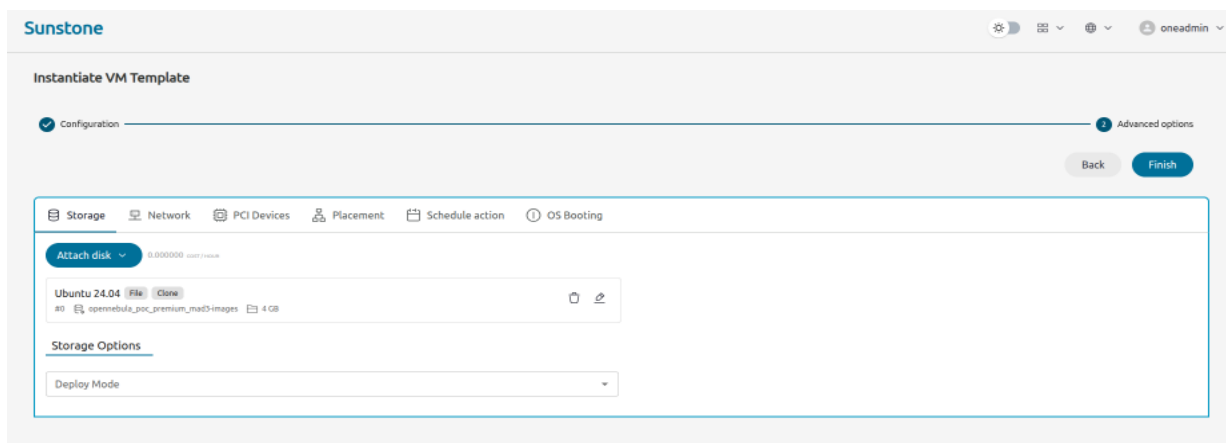 Sunstone
oneadmin
Instantiate VM Template
Configuration
2 Advanced options
Back Finish
Storage Network PCI Devices Placement Schedule action OS Booting
Attach disk 0.000000
Ubuntu 24.04 File Clone
#0 opennebula_poc_premium_mad3-images 4 GB
Storage Options
Deploy Mode